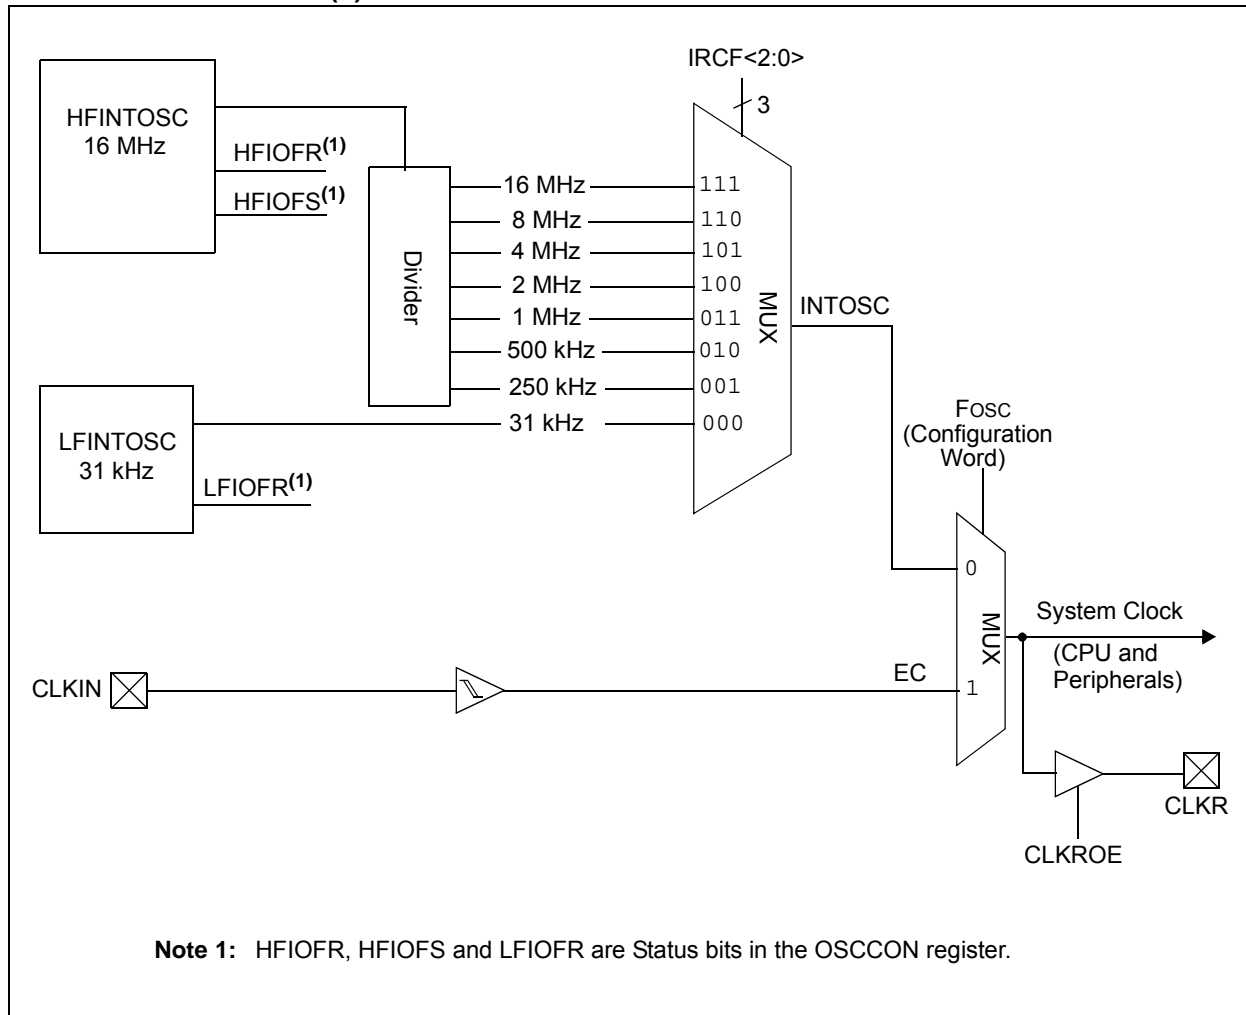 IRCF<2:0>
3
HFINTOSC
16 MHz
HFIOFR(1)
HFIOFS(1)
Divider
16 MHz
8 MHz
4 MHz
2 MHz
1 MHz
500 kHz
250 kHz
31 kHz
111
110
101
100
011
010
001
000
MUX
INTOSC
LFINTOSC
31 kHz
LFIOFR(1)
FOSC
(Configuration
Word)
0
MUX
1
System Clock
(CPU and
Peripherals)
CLKIN
EC
CLKR
CLKROE
Note 1: HFIOFR, HFIOFS and LFIOFR are Status bits in the OSCCON register.